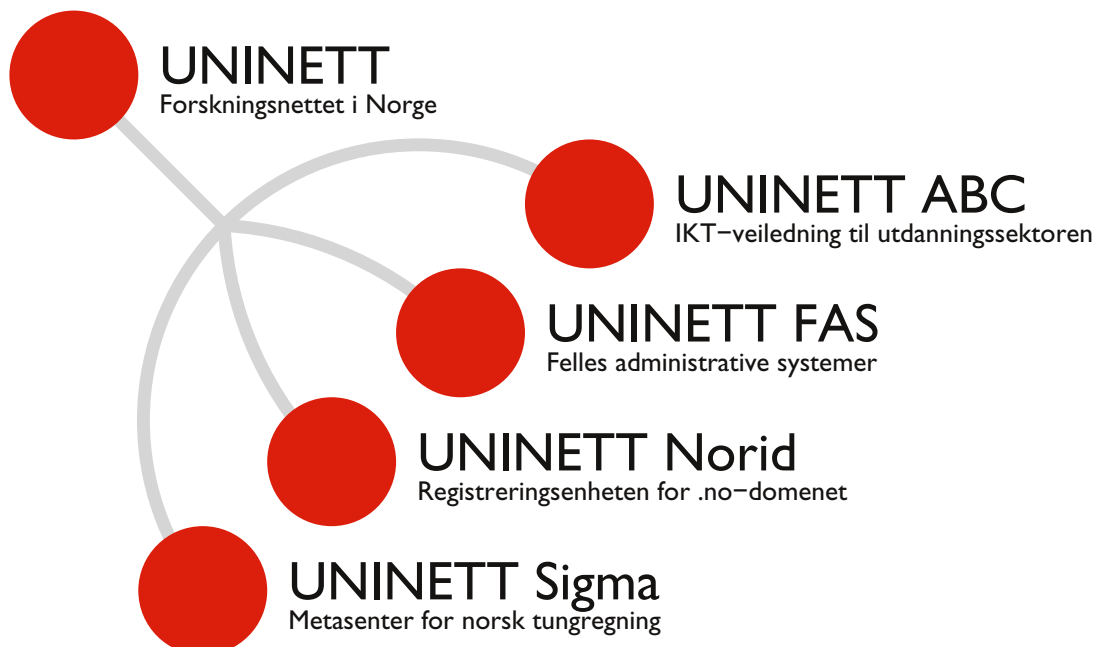 UNINETT
Forskningsnettet i Norge
UNINETT ABC
IKT-veiledning til utdanningssektoren
UNINETT FAS
Felles administrative systemer
UNINETT Norid
Registreringsenheten for .no-domenet
UNINETT Sigma
Metasenter for norsk tungregning